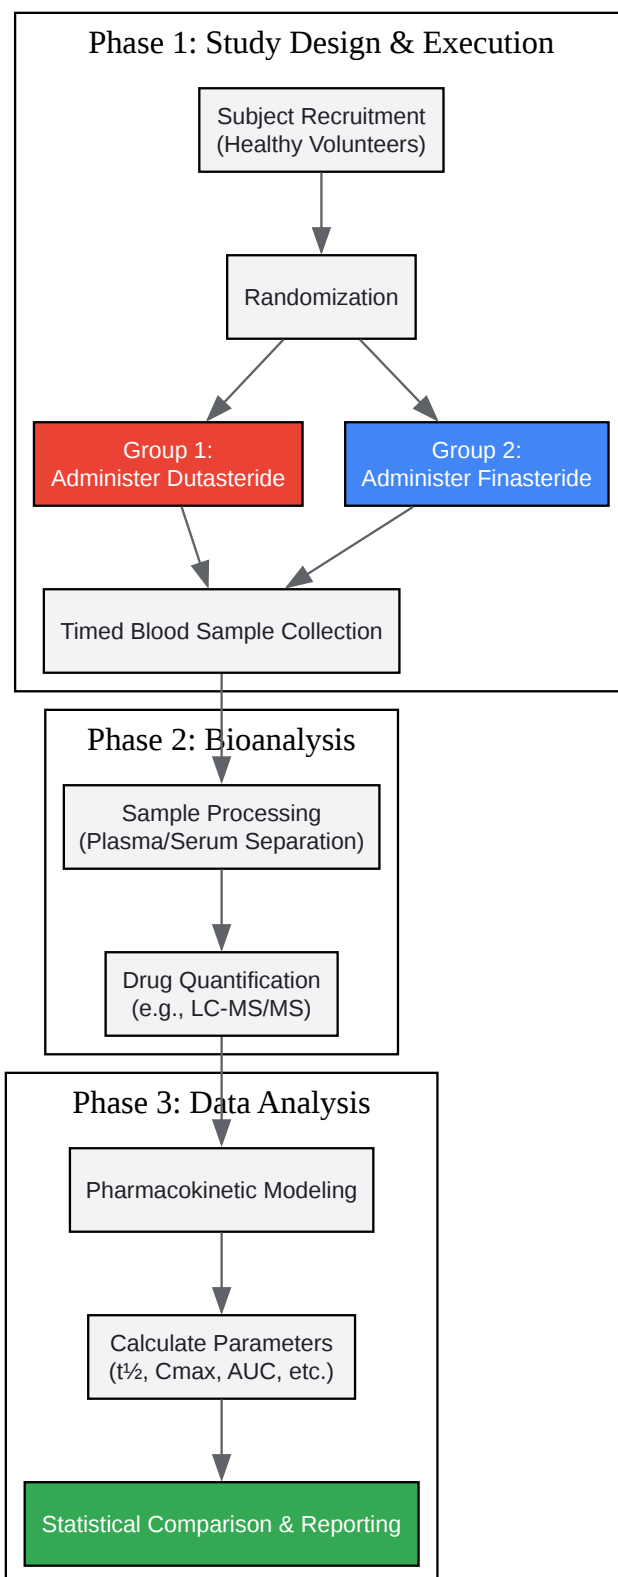 Phase 1: Study Design & Execution
Subject Recruitment
(Healthy Volunteers)
Randomization
Group 1:
Administer Dutasteride
Group 2:
Administer Finasteride
Timed Blood Sample Collection
Phase 2: Bioanalysis
Sample Processing
(Plasma/Serum Separation)
Drug Quantification
(e.g., LC-MS/MS)
Phase 3: Data Analysis
Pharmacokinetic Modeling
Calculate Parameters
(t½, Cmax, AUC, etc.)
Statistical Comparison & Reporting